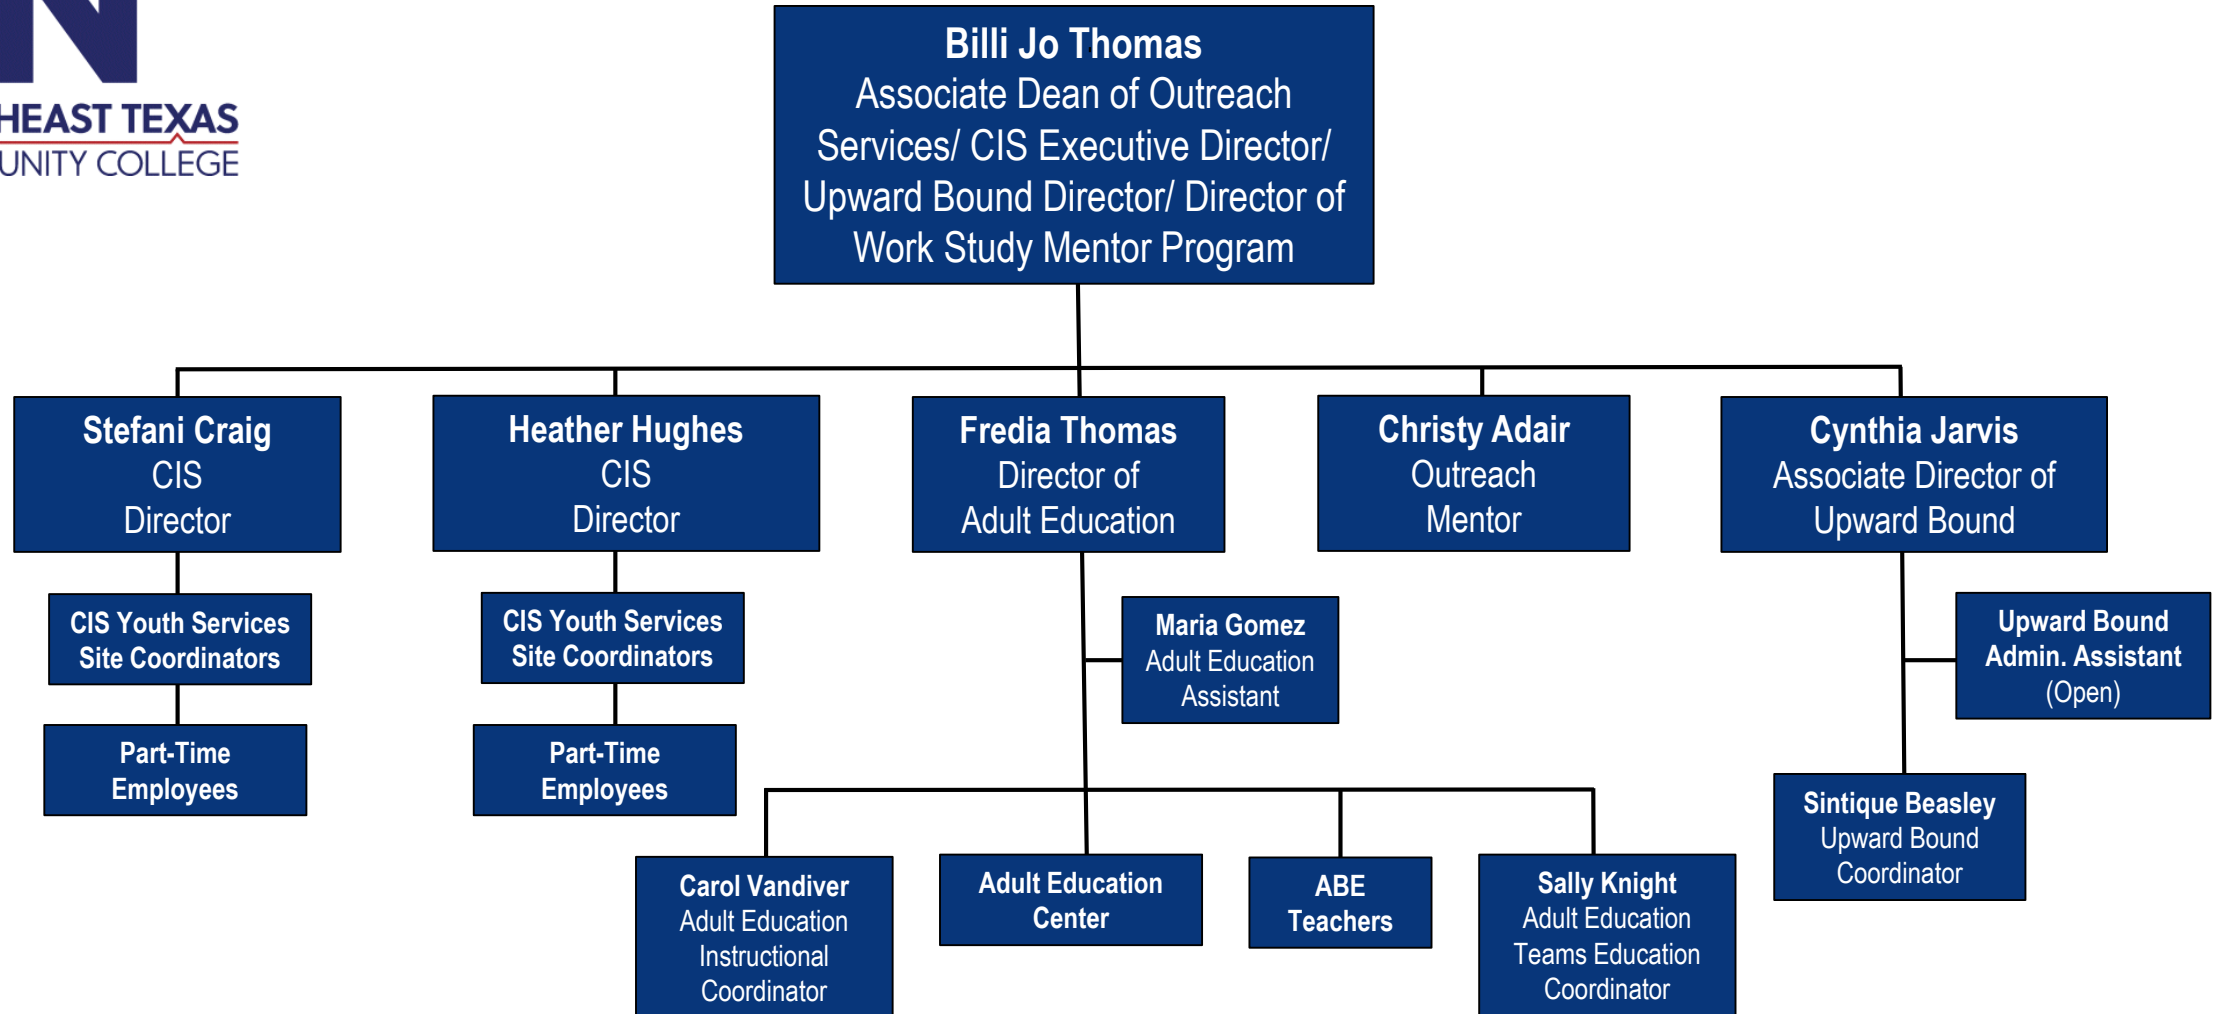 HEAST TEXAS
UNITY COLLEGE
Billi Jo Thomas
Associate Dean of Outreach
Services/ CIS Executive Director/
Upward Bound Director/ Director of
Work Study Mentor Program
Stefani Craig
CIS
Director
Heather Hughes
CIS
Director
Fredia Thomas
Director of
Adult Education
Christy Adair
Outreach
Mentor
Cynthia Jarvis
Associate Director of
Upward Bound
CIS Youth Services
Site Coordinators
CIS Youth Services
Site Coordinators
Maria Gomez
Adult Education
Assistant
Upward Bound
Admin. Assistant
(Open)
Part-Time
Employees
Part-Time
Employees
Sintique Beasley
Upward Bound
Coordinator
Carol Vandiver
Adult Education
Instructional
Coordinator
Adult Education
Center
ABE
Teachers
Sally Knight
Adult Education
Teams Education
Coordinator